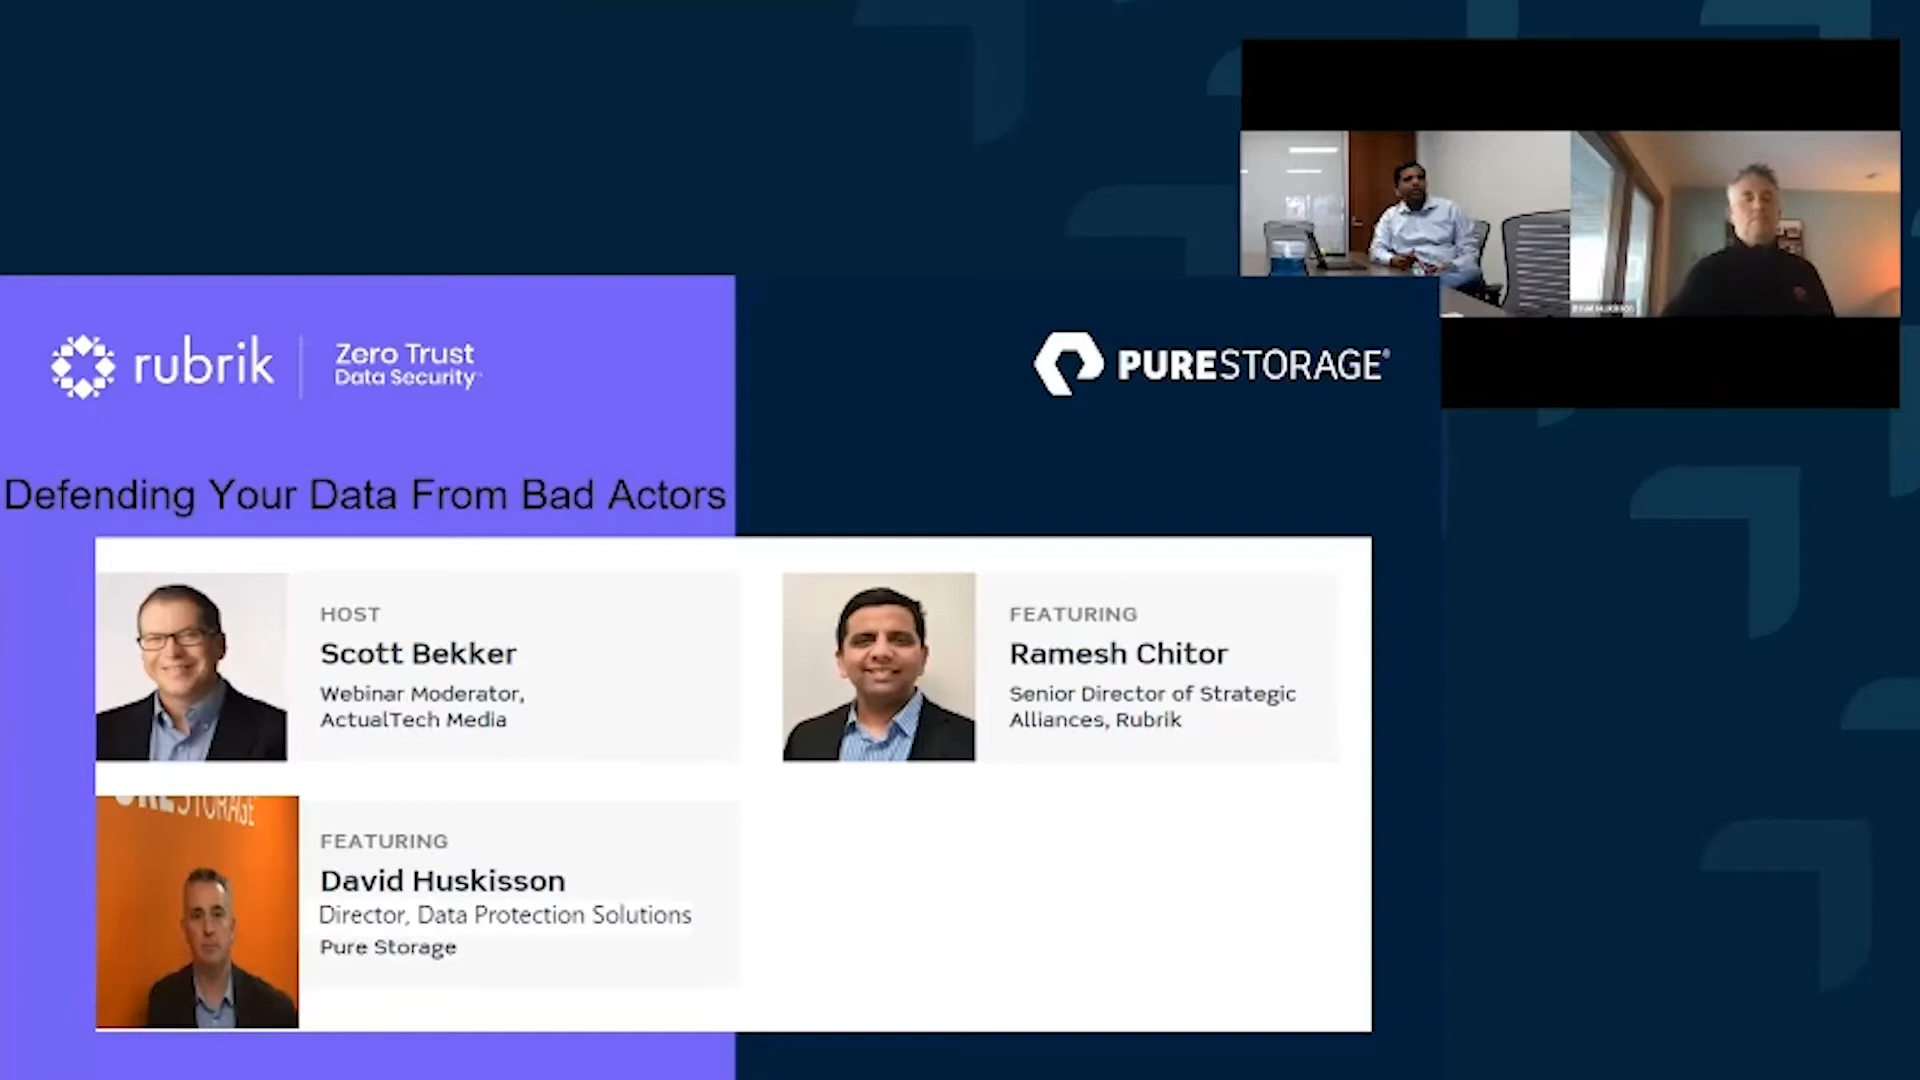 rubrik
Zero Trust
Data Security
PURESTORAGE®
Defending Your Data From Bad Actors
HOST
Scott Bekker
Webinar Moderator,
ActualTech Media
FEATURING
Ramesh Chitor
Senior Director of Strategic
Alliances, Rubrik
STORAGE
FEATURING
David Huskisson
Director, Data Protection Solutions
Pure Storage